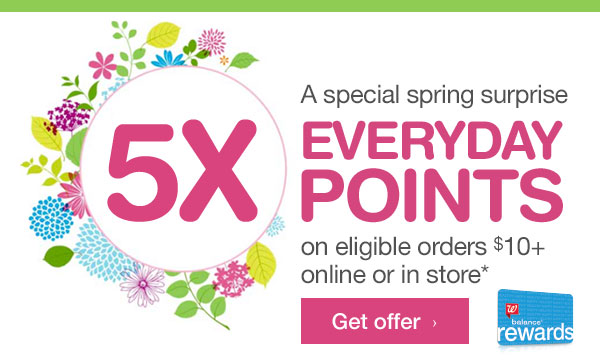 5X
A special spring surprise
EVERYDAY
POINTS
on eligible orders $10+
online or in store*
Get offer ›
W
balance®
rewards